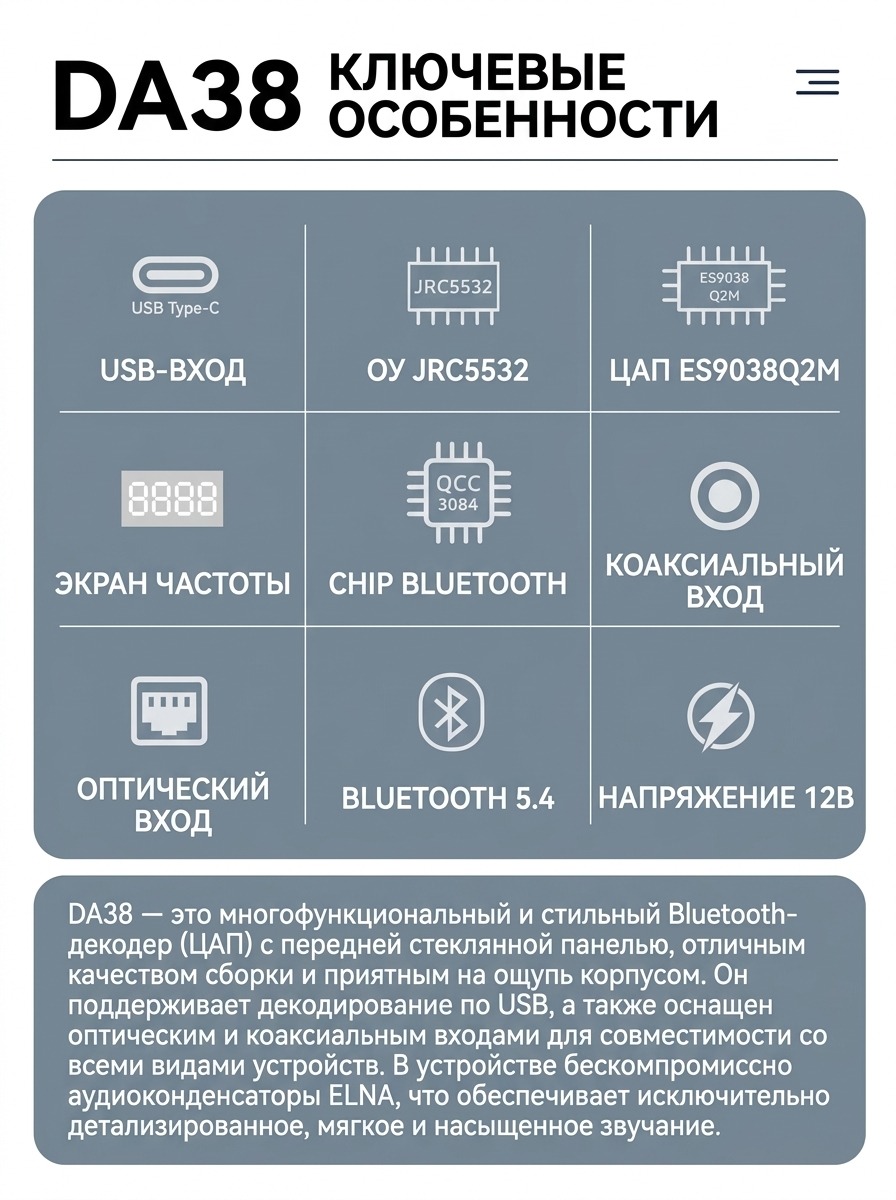 DA38
КЛЮЧЕВЫЕ
ОСОБЕННОСТИ
USB Type-C
USB-ВХОД
JRC5532
ОУ JRC5532
ES9038
Q2M
ЦАП ES9038Q2M
8888
ЭКРАН ЧАСТОТЫ
QCC
3084
CHIP BLUETOOTH
КОАКСИАЛЬНЫЙ
ВХОД
ОПТИЧЕСКИЙ
ВХОД
BLUETOOTH 5.4
НАПРЯЖЕНИЕ 12В
DA38 — это многофункциональный и стильный Bluetooth-
декодер (ЦАП) с передней стеклянной панелью, отличным
качеством сборки и приятным на ощупь корпусом. Он
поддерживает декодирование по USB, а также оснащен
оптическим и коаксиальным входами для совместимости со
всеми видами устройств. В устройстве бескомпромиссно
аудиоконденсаторы ELNA, что обеспечивает исключительно
детализированное, мягкое и насыщенное звучание.